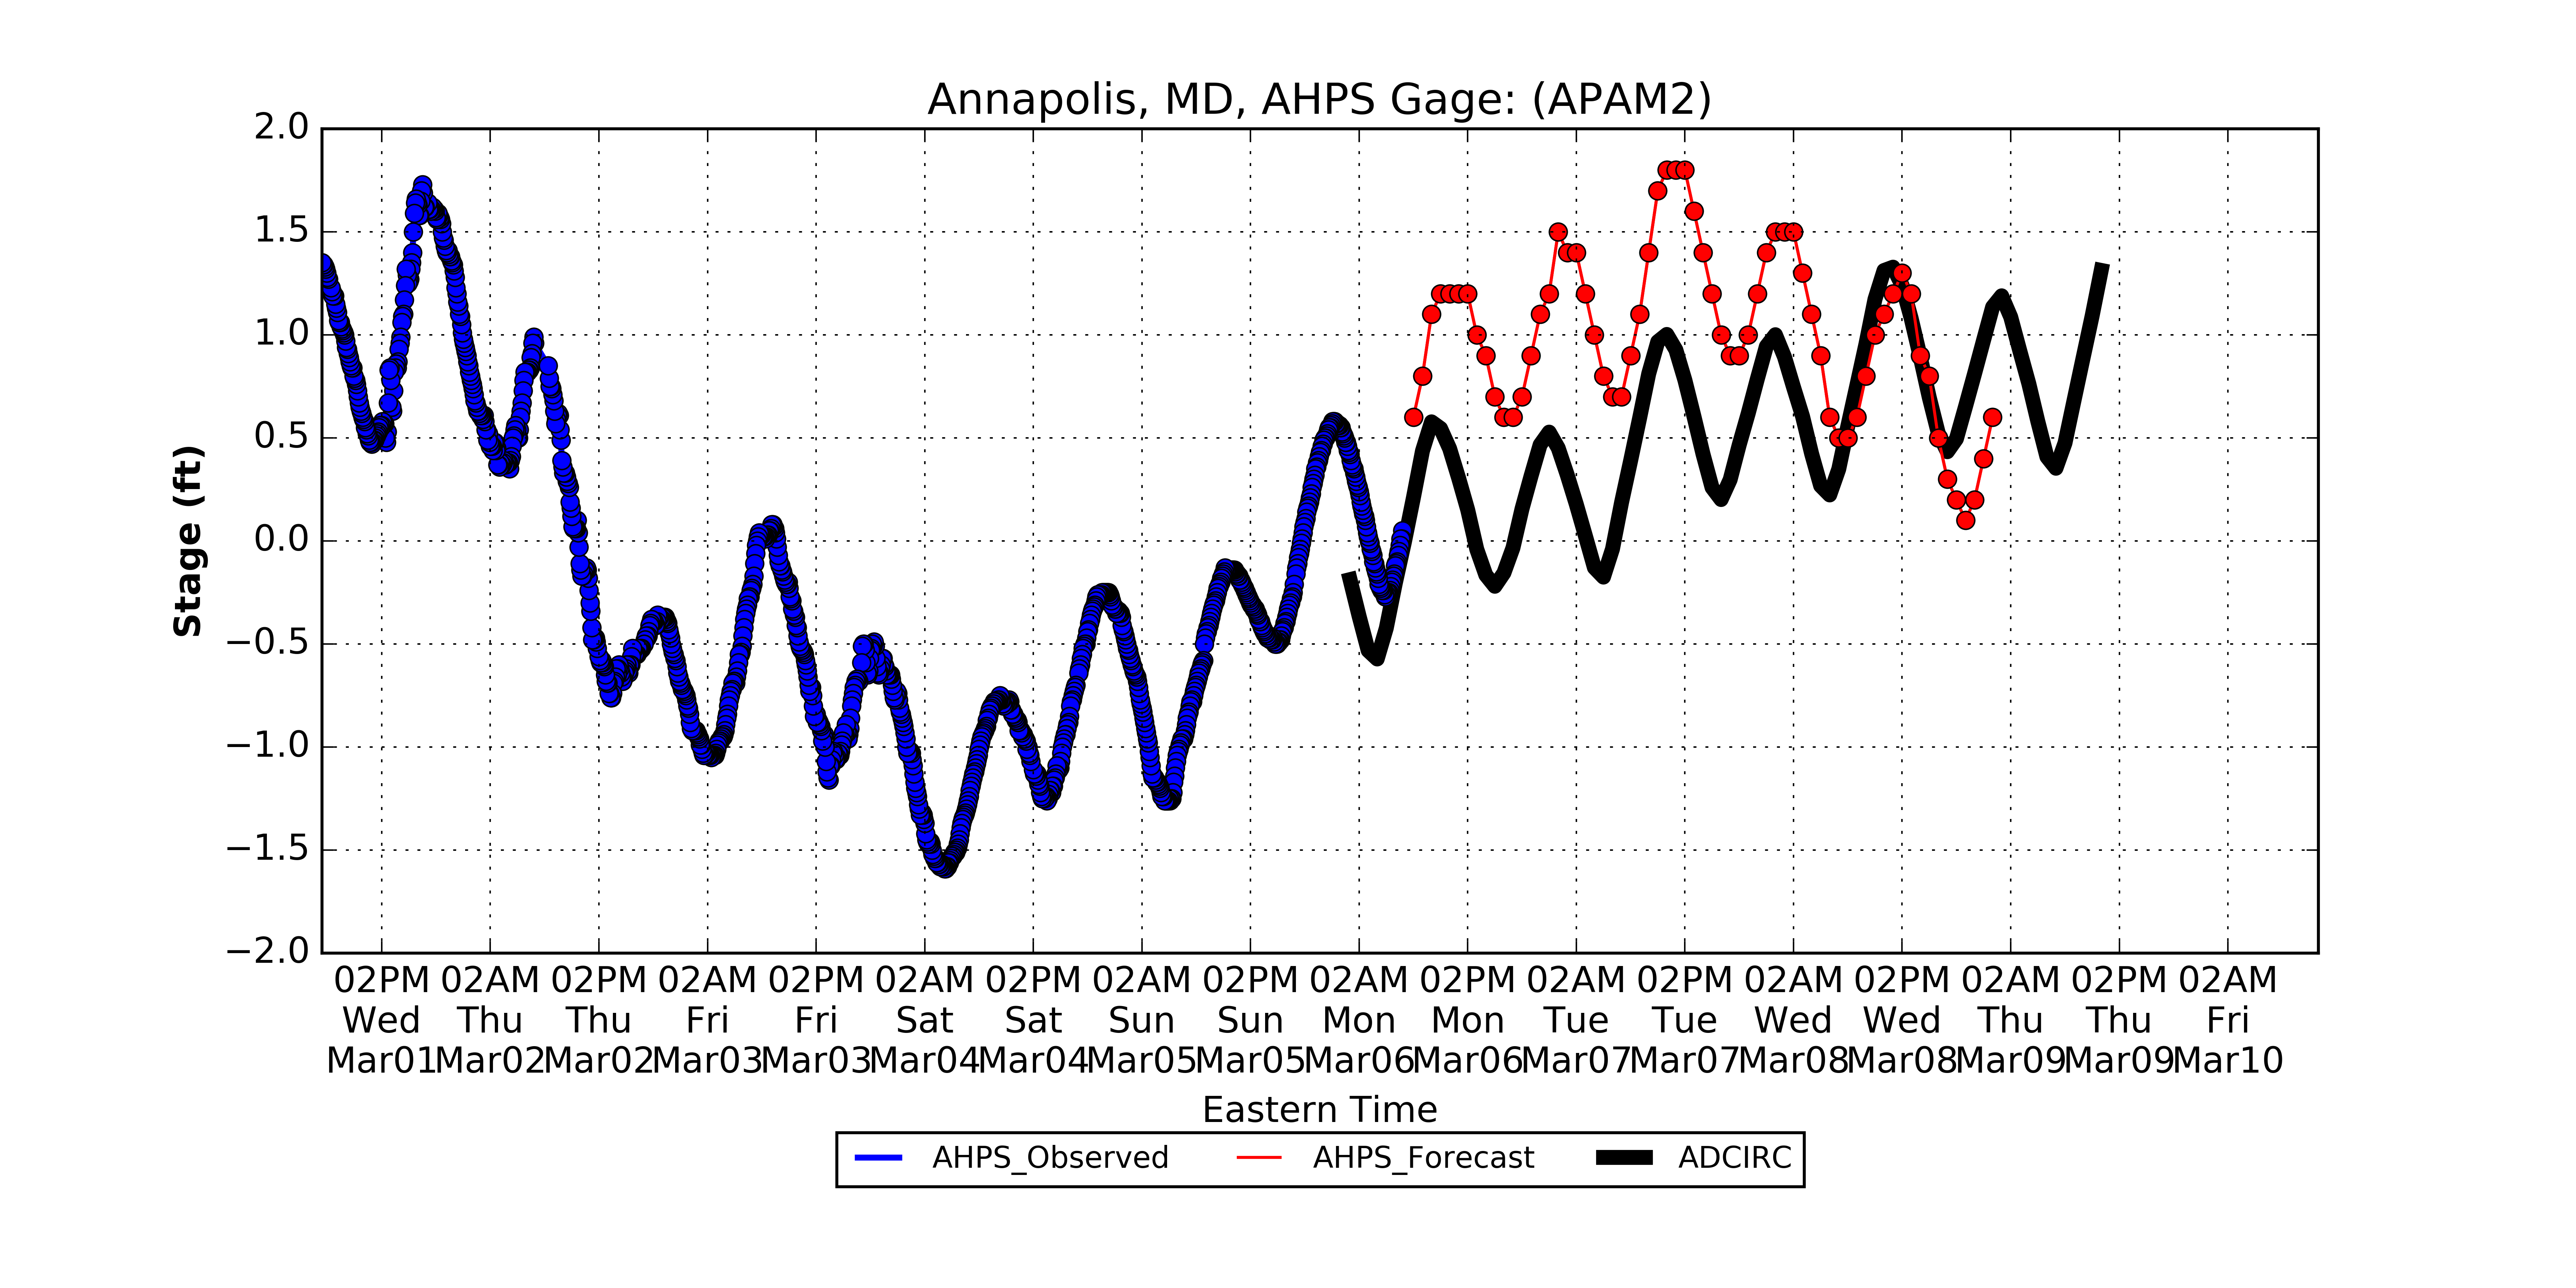 Annapolis, MD, AHPS Gage: (APAM2)
2.0
1.5
1.0
0.5
0.0
−0.5
−1.0
−1.5
−2.0
Stage (ft)
02PM 02AM 02PM 02AM 02PM 02AM 02PM 02AM 02PM 02AM 02PM 02AM 02PM 02AM 02PM 02AM 02PM 02AM
Wed Thu Thu Fri Fri Sat Sat Sun Sun Mon Mon Tue Tue Wed Wed Thu Thu Fri
Mar01 Mar02 Mar02 Mar03 Mar03 Mar04 Mar04 Mar05 Mar05 Mar06 Mar06 Mar07 Mar07 Mar08 Mar08 Mar09 Mar09 Mar10
Eastern Time
AHPS_Observed AHPS_Forecast ADCIRC